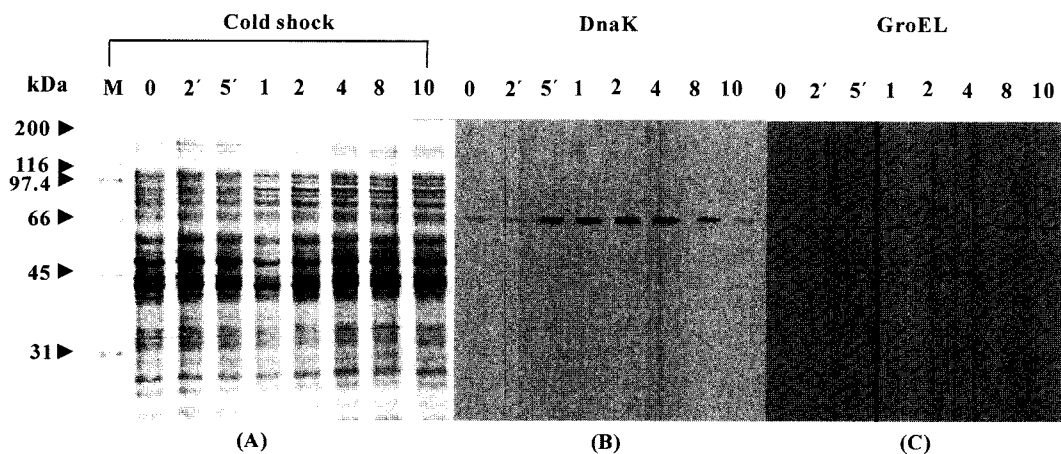 Cold shock DnaK GroEL
kDa M 0 2′ 5′ 1 2 4 8 10 0 2′ 5′ 1 2 4 8 10 0 2′ 5′ 1 2 4 8 10
200
116
97.4
66
45
31
(A) (B) (C)